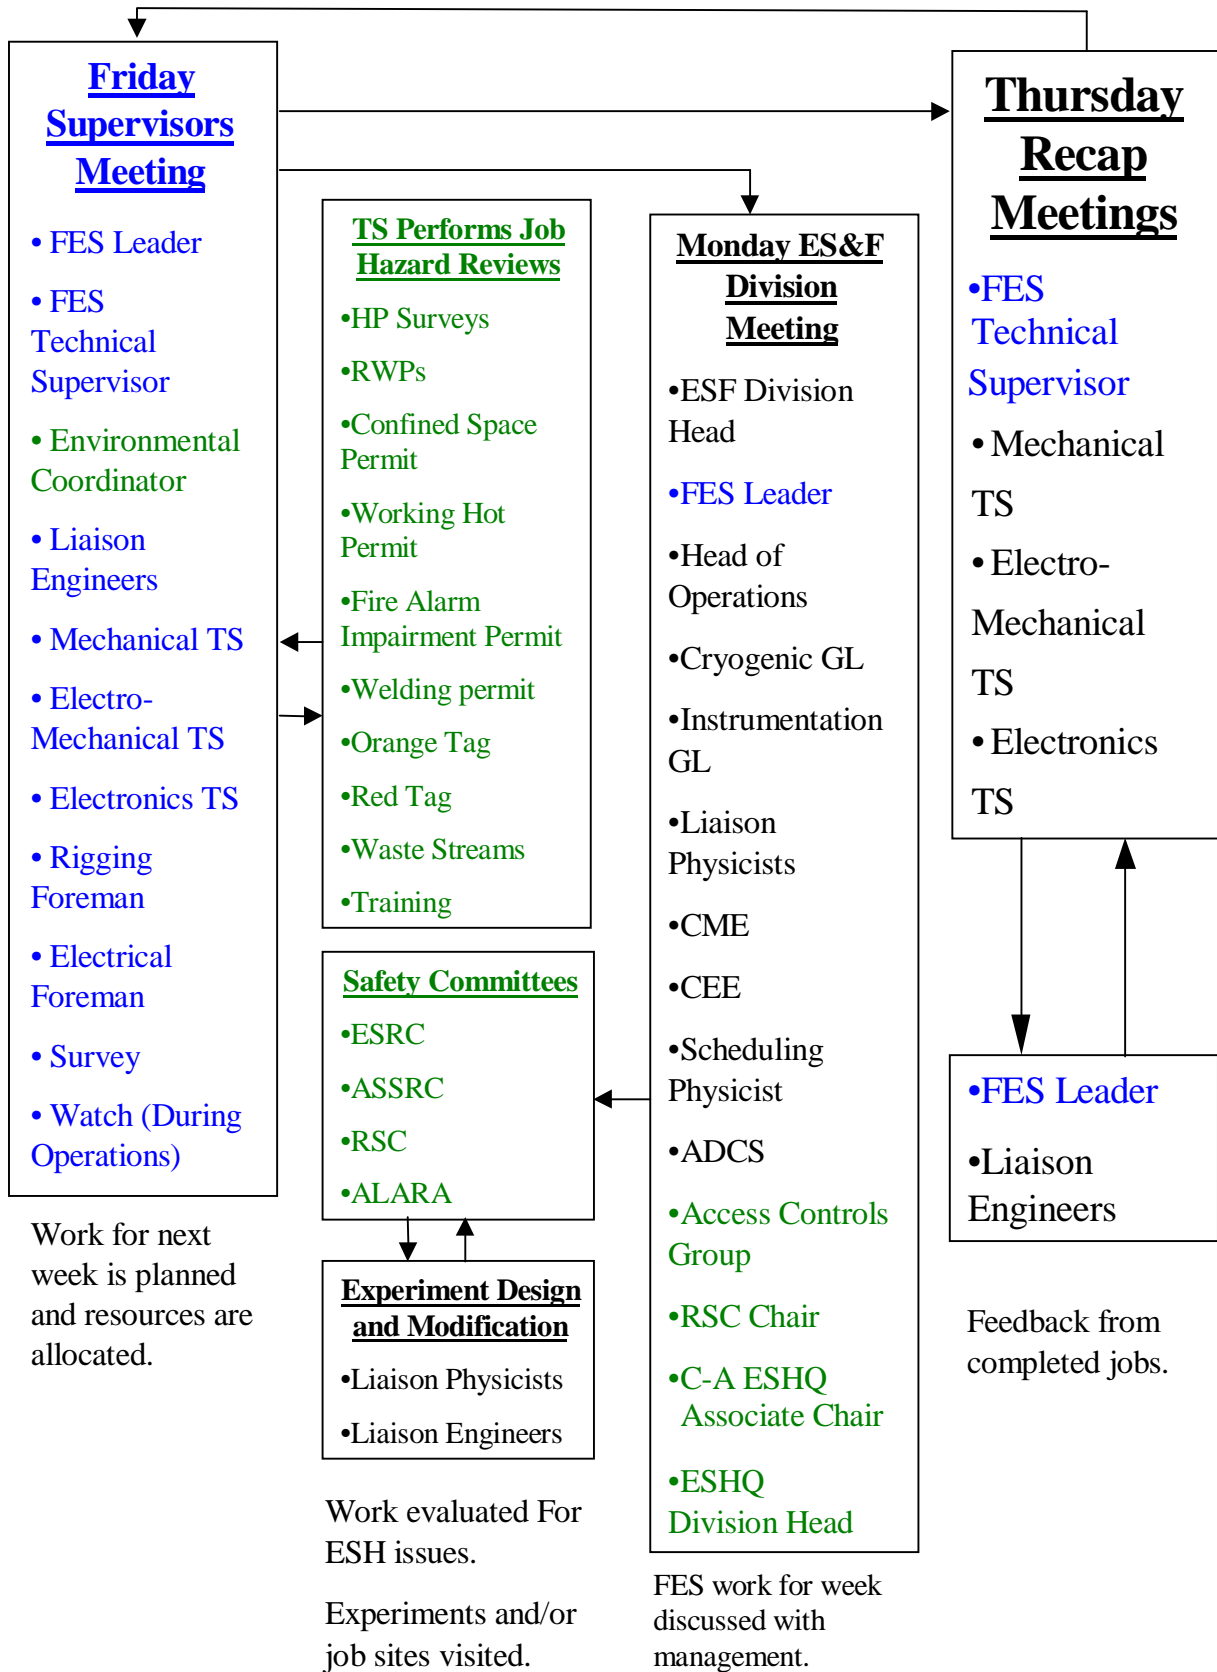 Friday
Supervisors
Meeting
• FES Leader
• FES
Technical
Supervisor
• Environmental
Coordinator
• Liaison
Engineers
• Mechanical TS
• Electro-
Mechanical TS
• Electronics TS
• Rigging
Foreman
• Electrical
Foreman
• Survey
• Watch (During
Operations)
Work for next
week is planned
and resources are
allocated.
TS Performs Job
Hazard Reviews
•HP Surveys
•RWPs
•Confined Space
Permit
•Working Hot
Permit
•Fire Alarm
Impairment Permit
•Welding permit
•Orange Tag
•Red Tag
•Waste Streams
•Training
Safety Committees
•ESRC
•ASSRC
•RSC
•ALARA
Experiment Design
and Modification
•Liaison Physicists
•Liaison Engineers
Work evaluated For
ESH issues.
Experiments and/or
job sites visited.
Monday ES&F
Division
Meeting
•ESF Division
Head
•FES Leader
•Head of
Operations
•Cryogenic GL
•Instrumentation
GL
•Liaison
Physicists
•CME
•CEE
•Scheduling
Physicist
•ADCS
•Access Controls
Group
•RSC Chair
•C-A ESHQ
Associate Chair
•ESHQ
Division Head
FES work for week
discussed with
management.
Thursday
Recap
Meetings
•FES
Technical
Supervisor
• Mechanical
TS
• Electro-
Mechanical
TS
• Electronics
TS
•FES Leader
•Liaison
Engineers
Feedback from
completed jobs.